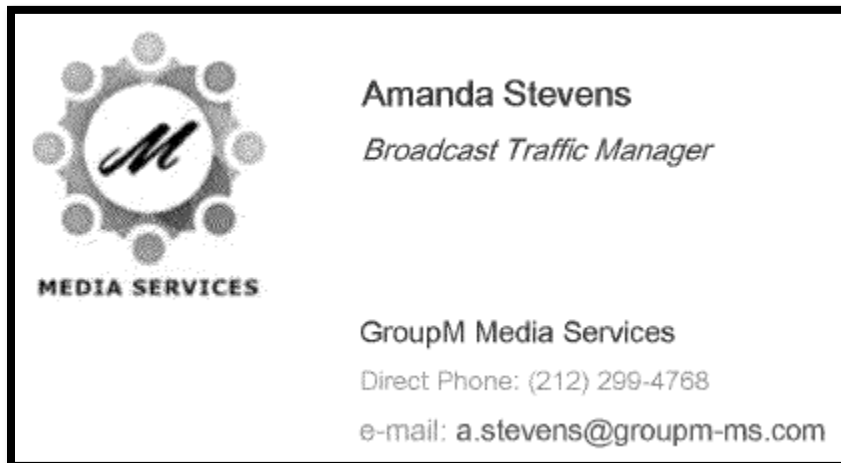 M
MEDIA SERVICES
Amanda Stevens
Broadcast Traffic Manager
GroupM Media Services
Direct Phone: (212) 299-4768
e-mail: a.stevens@groupm-ms.com